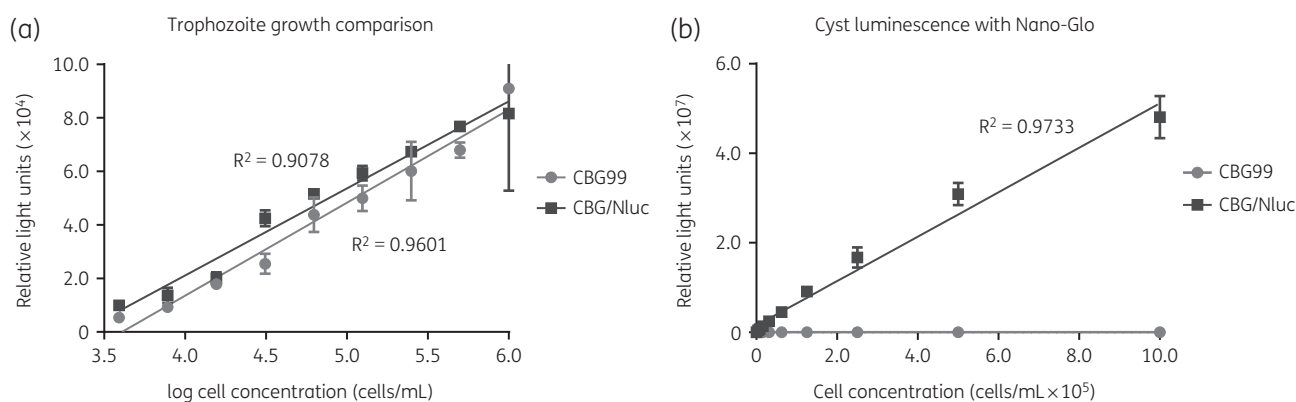 (a)
Trophozoite growth comparison
Relative light units (×10⁴)
10.0
8.0
6.0
4.0
2.0
0
R² = 0.9078
R² = 0.9601
3.5 4.0 4.5 5.0 5.5 6.0
log cell concentration (cells/mL)
CBG99
CBG/Nluc
(b)
Cyst luminescence with Nano-Glo
Relative light units (×10⁷)
6.0
4.0
2.0
0
R² = 0.9733
0 2.0 4.0 6.0 8.0 10.0
Cell concentration (cells/mL×10⁵)
CBG99
CBG/Nluc